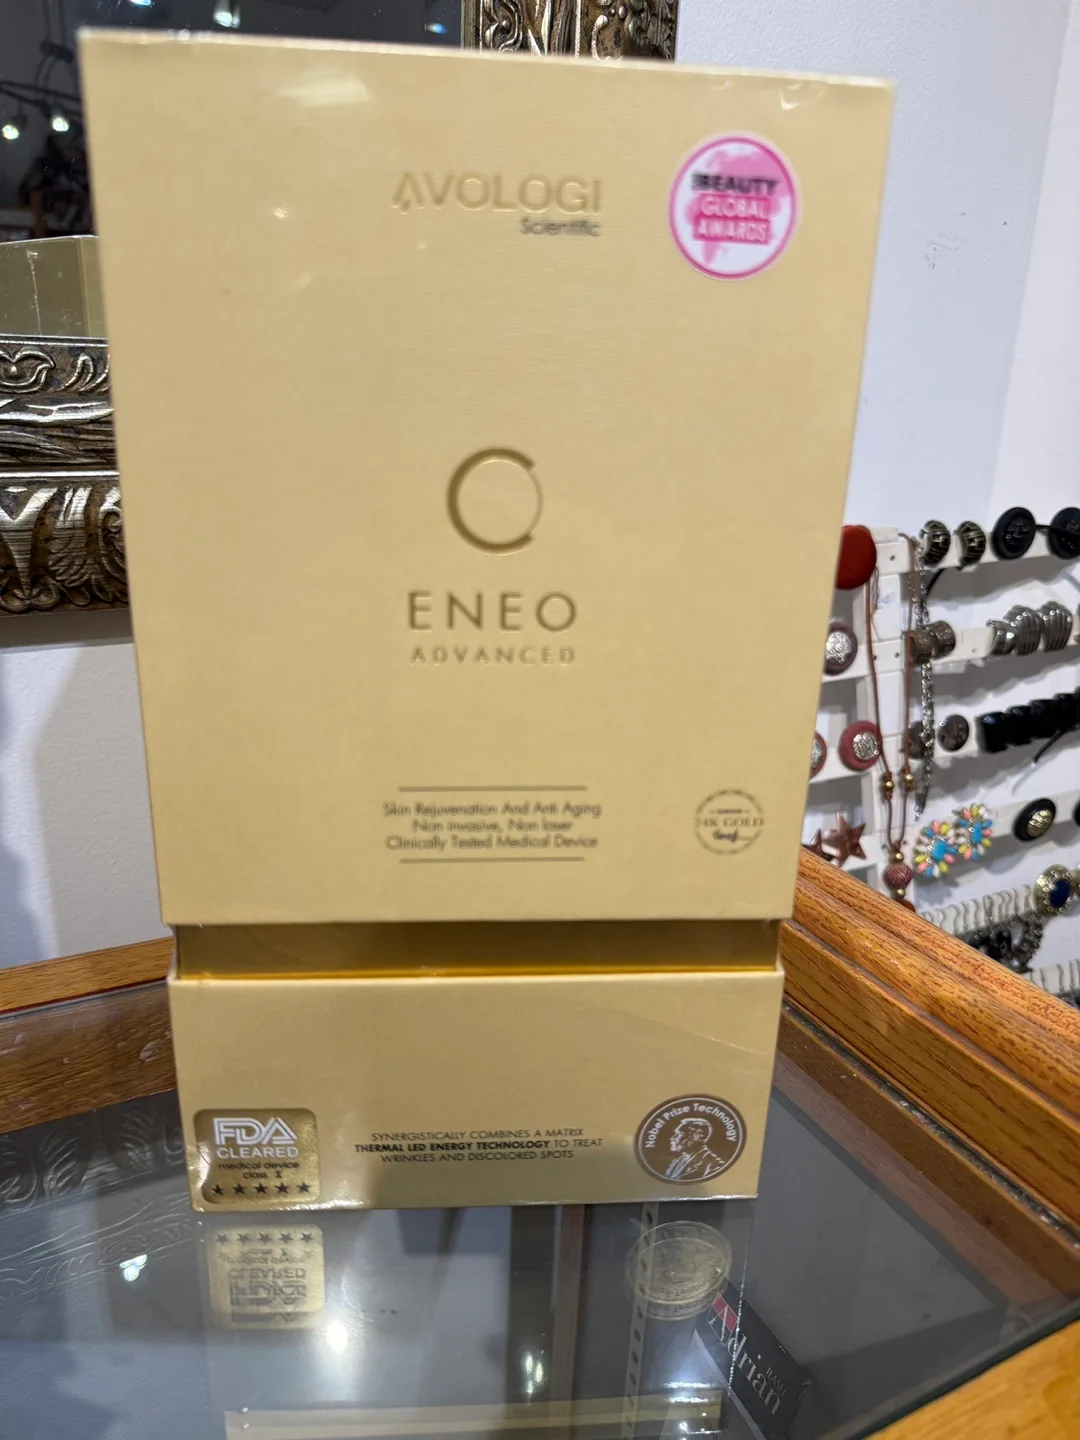 AVOLOGI
Scientific
BEAUTY
GLOBAL
AWARDS
ENEO
ADVANCED
Skin Rejuvenation And Anti Aging
Non invasive, Non laser
Clinically Tested Medical Device
24K GOLD
FDA
CLEARED
medical device
class
SYNERGISTICALLY COMBINES A MATRIX
THERMAL LED ENERGY TECHNOLOGY TO TREAT
WRINKLES AND DISCOLORED SPOTS
Nobel Prize Technology
Adrian